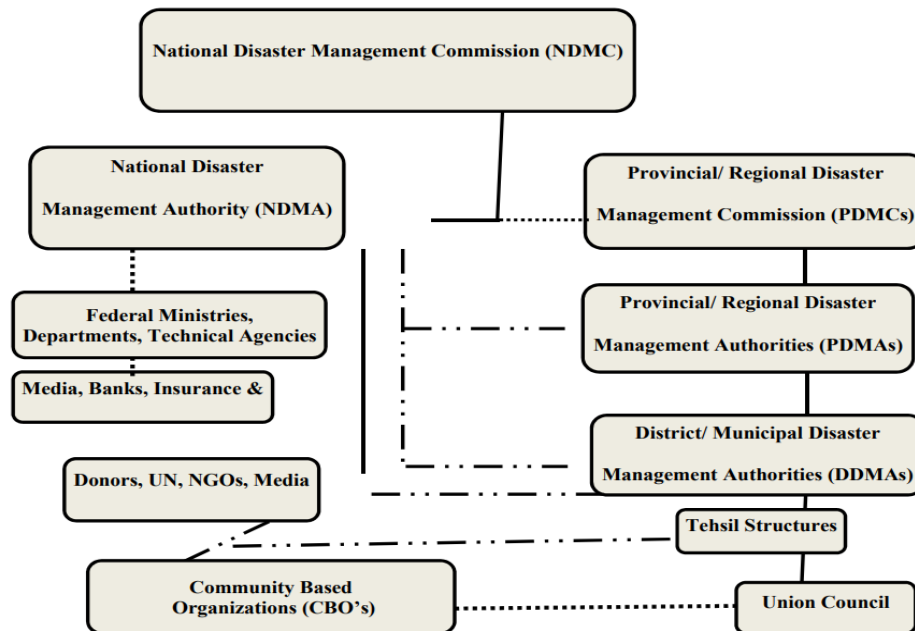 National Disaster Management Commission (NDMC)
National Disaster
Management Authority (NDMA)
Provincial/ Regional Disaster
Management Commission (PDMCs)
Federal Ministries,
Departments, Technical Agencies
Provincial/ Regional Disaster
Management Authorities (PDMAs)
Media, Banks, Insurance &
District/ Municipal Disaster
Management Authorities (DDMAs)
Donors, UN, NGOs, Media
Tehsil Structures
Community Based
Organizations (CBO’s)
Union Council